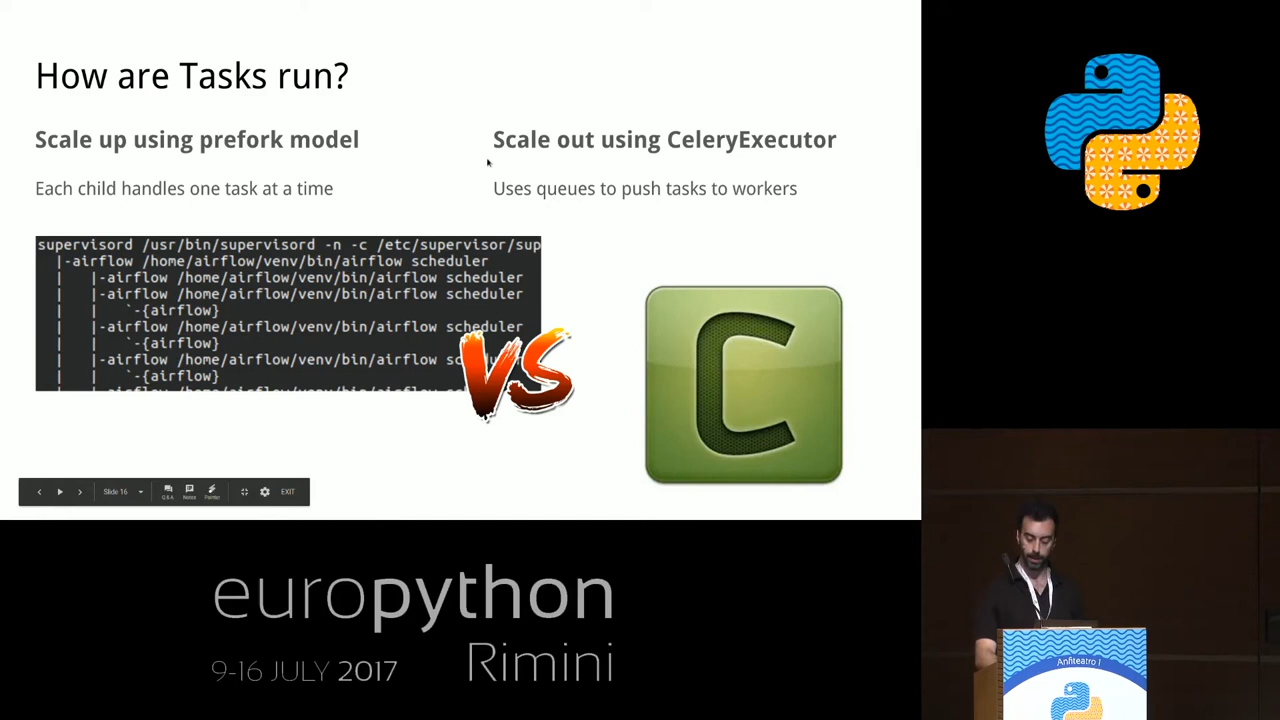 How are Tasks run?
Scale up using prefork model
Each child handles one task at a time
supervisord /usr/bin/supervisord -n -c /etc/supervisor/sup
|-airflow /home/airflow/venv/bin/airflow scheduler
| |-airflow /home/airflow/venv/bin/airflow scheduler
| |-airflow /home/airflow/venv/bin/airflow scheduler
| | `-{airflow}
| |-airflow /home/airflow/venv/bin/airflow scheduler
| | `-{airflow}
| |-airflow /home/airflow/venv/bin/airflow
| | `-{airflow}
VS
Scale out using CeleryExecutor
Uses queues to push tasks to workers
C
Slide 16
Q&A
Notes
Pointer
EXIT
europython
9-16 JULY 2017
Rimini
Anfiteatro I